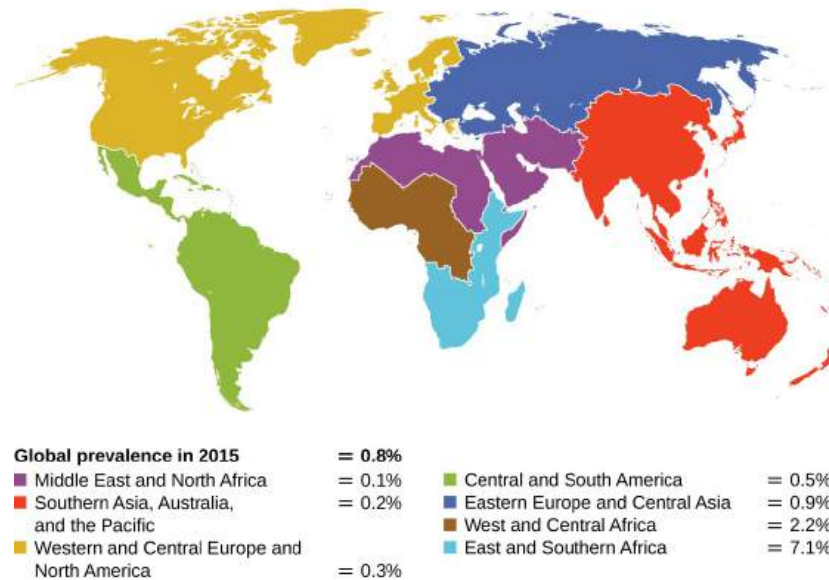 Global prevalence in 2015 = 0.8%
Middle East and North Africa = 0.1%
Southern Asia, Australia, = 0.2%
and the Pacific
Western and Central Europe and
North America = 0.3%
Central and South America = 0.5%
Eastern Europe and Central Asia = 0.9%
West and Central Africa = 2.2%
East and Southern Africa = 7.1%